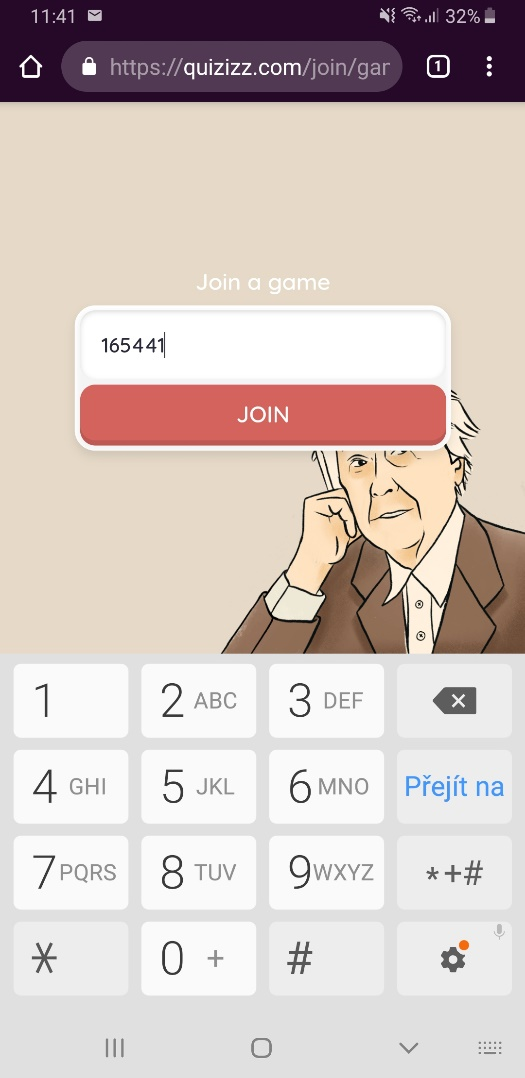 11:41 32%
https://quizizz.com/join/gar
1
Join a game
165441
JOIN
1
2 ABC
3 DEF
4 GHI
5 JKL
6 MNO
Přejít na
7 PQRS
8 TUV
9 WXYZ
*+#
*
0 +
#